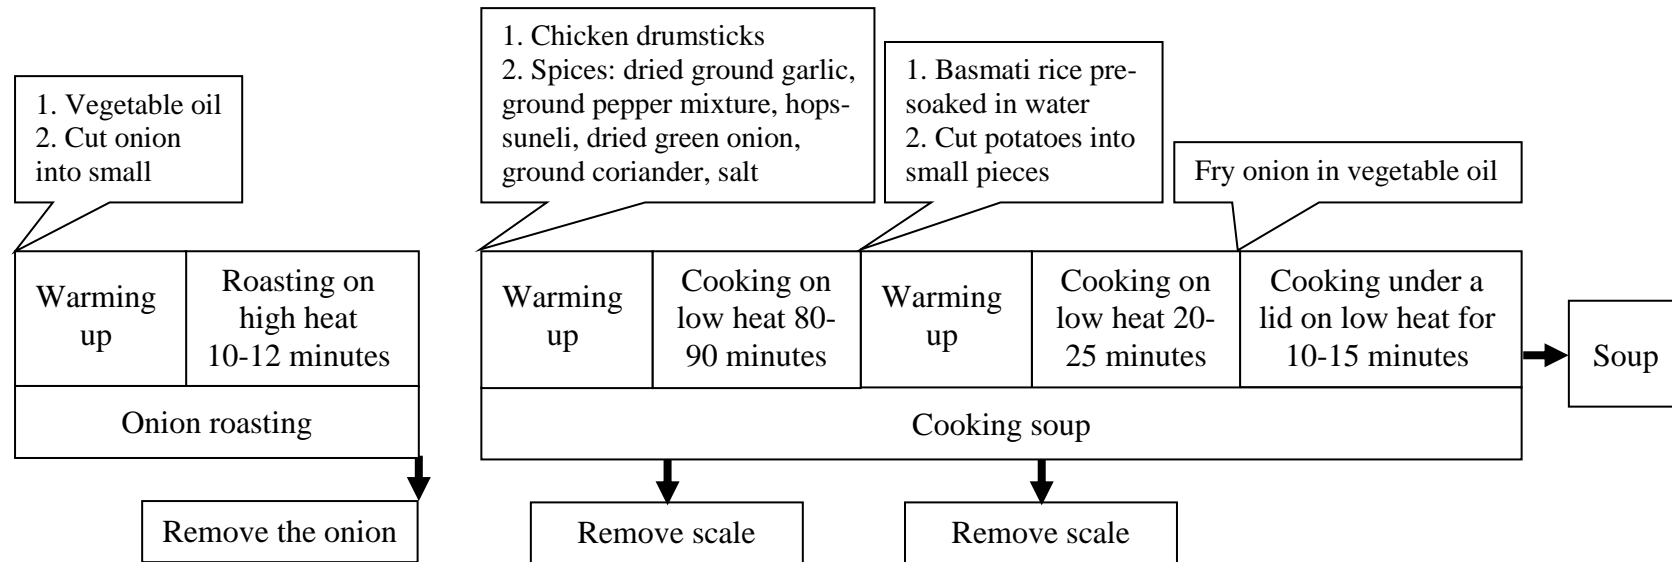 1. Vegetable oil
2. Cut onion
into small
1. Chicken drumsticks
2. Spices: dried ground garlic,
ground pepper mixture, hops-
suneli, dried green onion,
ground coriander, salt
1. Basmati rice pre-
soaked in water
2. Cut potatoes into
small pieces
Fry onion in vegetable oil
Warming
up
Roasting on
high heat
10-12 minutes
Onion roasting
Warming
up
Cooking on
low heat 80-
90 minutes
Warming
up
Cooking on
low heat 20-
25 minutes
Cooking under a
lid on low heat for
10-15 minutes
Cooking soup
Soup
Remove the onion
Remove scale
Remove scale